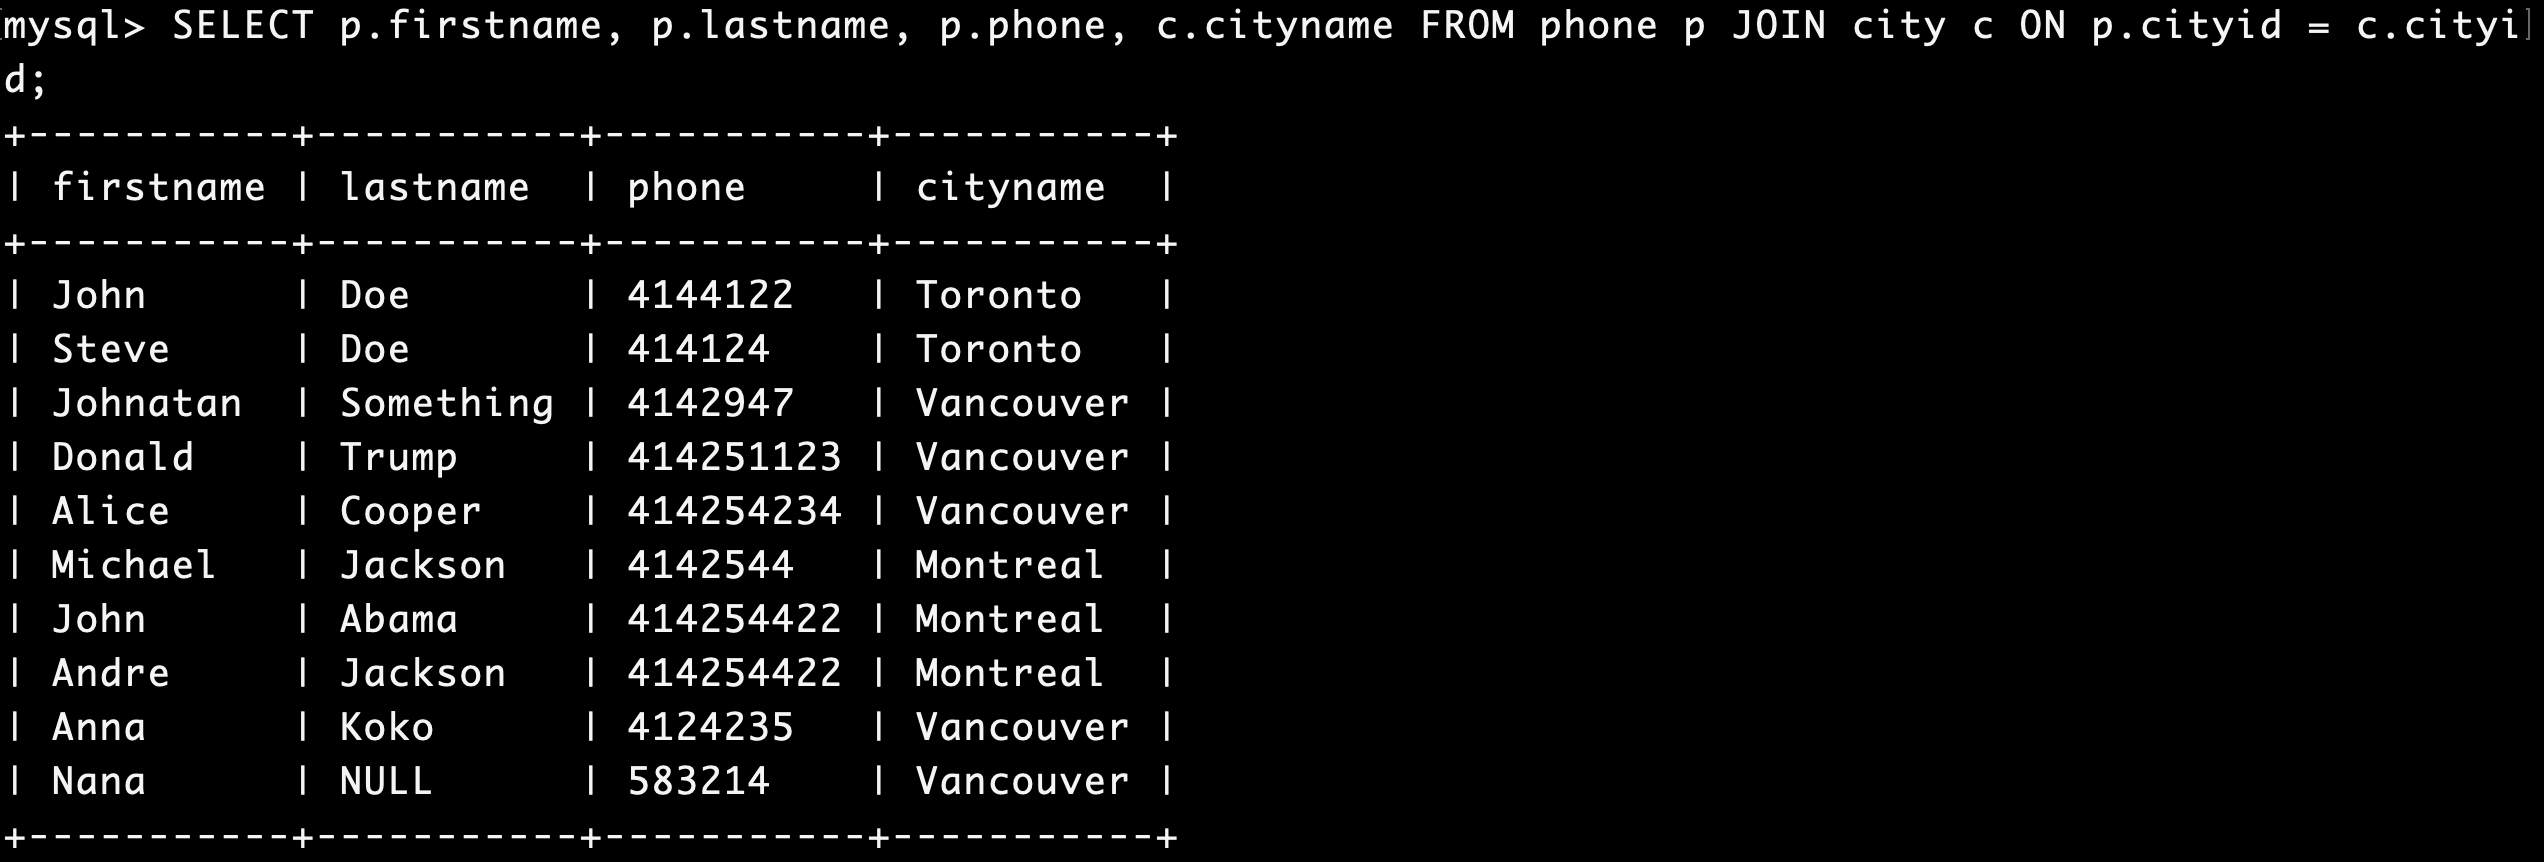 mysql> SELECT p.firstname, p.lastname, p.phone, c.cityname FROM phone p JOIN city c ON p.cityid = c.cityi
d;
+-----------+-----------+-----------+-----------+
| firstname | lastname  | phone     | cityname  |
+-----------+-----------+-----------+-----------+
| John      | Doe       | 4144122   | Toronto   |
| Steve     | Doe       | 414124    | Toronto   |
| Johnatan  | Something | 4142947   | Vancouver |
| Donald    | Trump     | 414251123 | Vancouver |
| Alice     | Cooper    | 414254234 | Vancouver |
| Michael   | Jackson   | 4142544   | Montreal  |
| John      | Abama     | 414254422 | Montreal  |
| Andre     | Jackson   | 414254422 | Montreal  |
| Anna      | Koko      | 4124235   | Vancouver |
| Nana      | NULL      | 583214    | Vancouver |
+-----------+-----------+-----------+-----------+